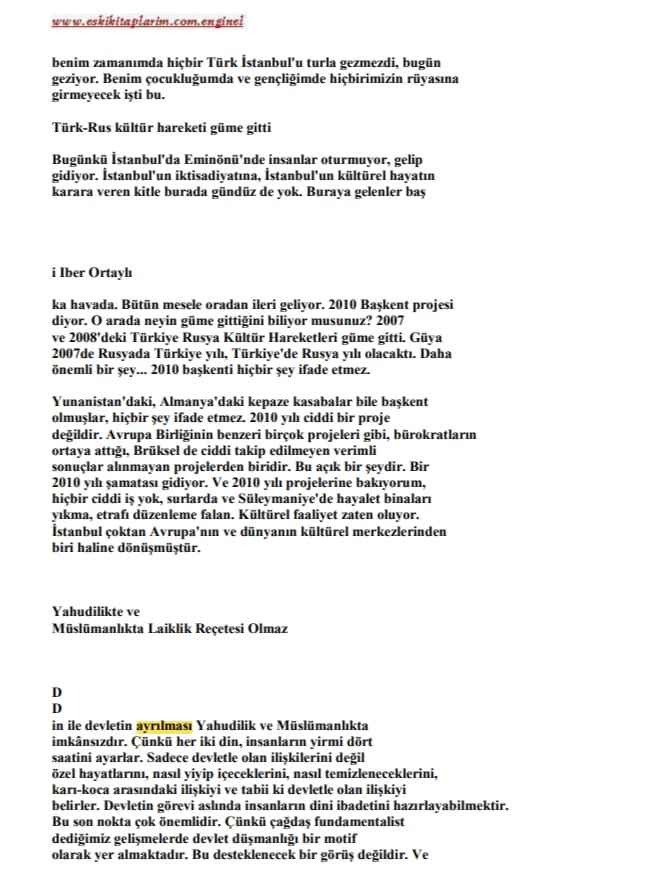 www.eskikitaplarim.com.enginel
benim zamanımda hiçbir Türk İstanbul'u turla gezmezdi, bugün
geziyor. Benim çocukluğumda ve gençliğimde hiçbirimizin rüyasına
girmeyecek işti bu.
Türk-Rus kültür hareketi güme gitti
Bugünkü İstanbul'da Eminönü'nde insanlar oturmuyor, gelip
gidiyor. İstanbul'un iktisadiyatına, İstanbul'un kültürel hayatın
karara veren kitle burada gündüz de yok. Buraya gelenler baş
i Iber Ortaylı
ka havada. Bütün mesele oradan ileri geliyor. 2010 Başkent projesi
diyor. O arada neyin güme gittiğini biliyor musunuz? 2007
ve 2008'deki Türkiye Rusya Kültür Hareketleri güme gitti. Güya
2007de Rusyada Türkiye yılı, Türkiye'de Rusya yılı olacaktı. Daha
önemli bir şey... 2010 başkenti hiçbir şey ifade etmez.
Yunanistan'daki, Almanya'daki kepaze kasabalar bile başkent
olmuşlar, hiçbir şey ifade etmez. 2010 yılı ciddi bir proje
değildir. Avrupa Birliğinin benzeri birçok projeleri gibi, bürokratların
ortaya attığı, Brüksel de ciddi takip edilmeyen verimli
sonuçlar alınmayan projelerden biridir. Bu açık bir şeydir. Bir
2010 yılı şamatası gidiyor. Ve 2010 yılı projelerine bakıyorum,
hiçbir ciddi iş yok, surlarda ve Süleymaniye'de hayalet binaları
yıkma, etrafı düzenleme falan. Kültürel faaliyet zaten oluyor.
İstanbul çoktan Avrupa'nın ve dünyanın kültürel merkezlerinden
biri haline dönüşmüştür.
Yahudilikte ve
Müslümanlıkta Laiklik Reçetesi Olmaz
D
D
in ile devletin ayrılması Yahudilik ve Müslümanlıkta
imkânsızdır. Çünkü her iki din, insanların yirmi dört
saatini ayarlar. Sadece devletle olan ilişkilerini değil
özel hayatlarını, nasıl yiyip içeceklerini, nasıl temizleneceklerini,
karı-koca arasındaki ilişkiyi ve tabii ki devletle olan ilişkiyi
belirler. Devletin görevi aslında insanların dini ibadetini hazırlayabilmektir.
Bu son nokta çok önemlidir. Çünkü çağdaş fundamentalist
dediğimiz gelişmelerde devlet düşmanlığı bir motif
olarak yer almaktadır. Bu desteklenecek bir görüş değildir. Ve